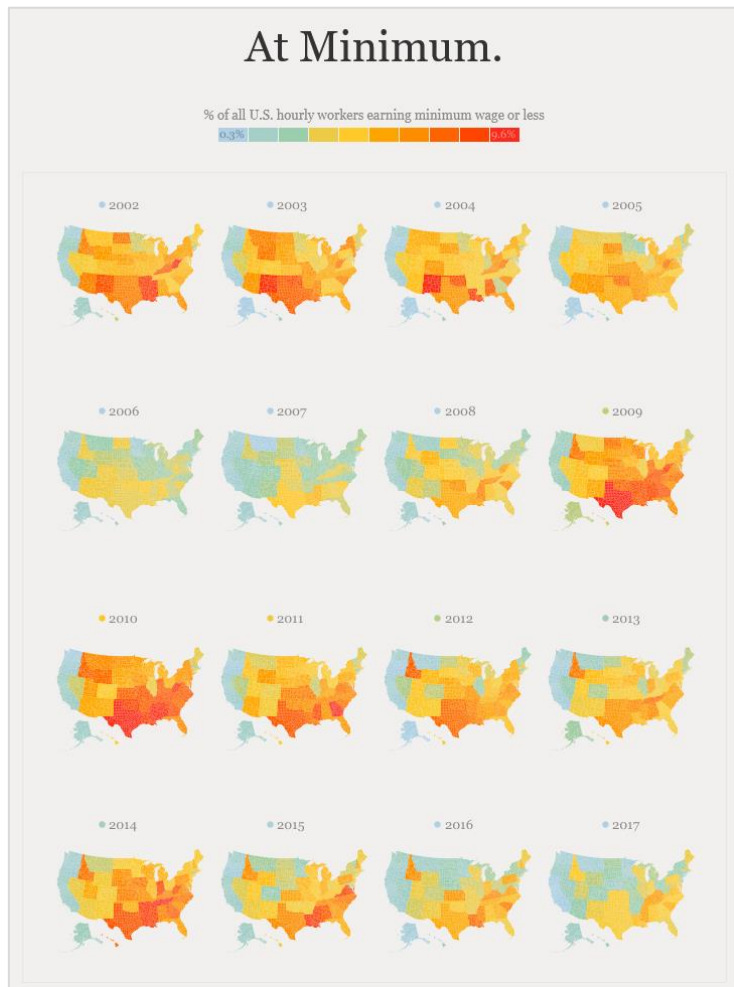 At Minimum.
% of all U.S. hourly workers earning minimum wage or less
0.3% 9.6%
2002 2003 2004 2005
2006 2007 2008 2009
2010 2011 2012 2013
2014 2015 2016 2017